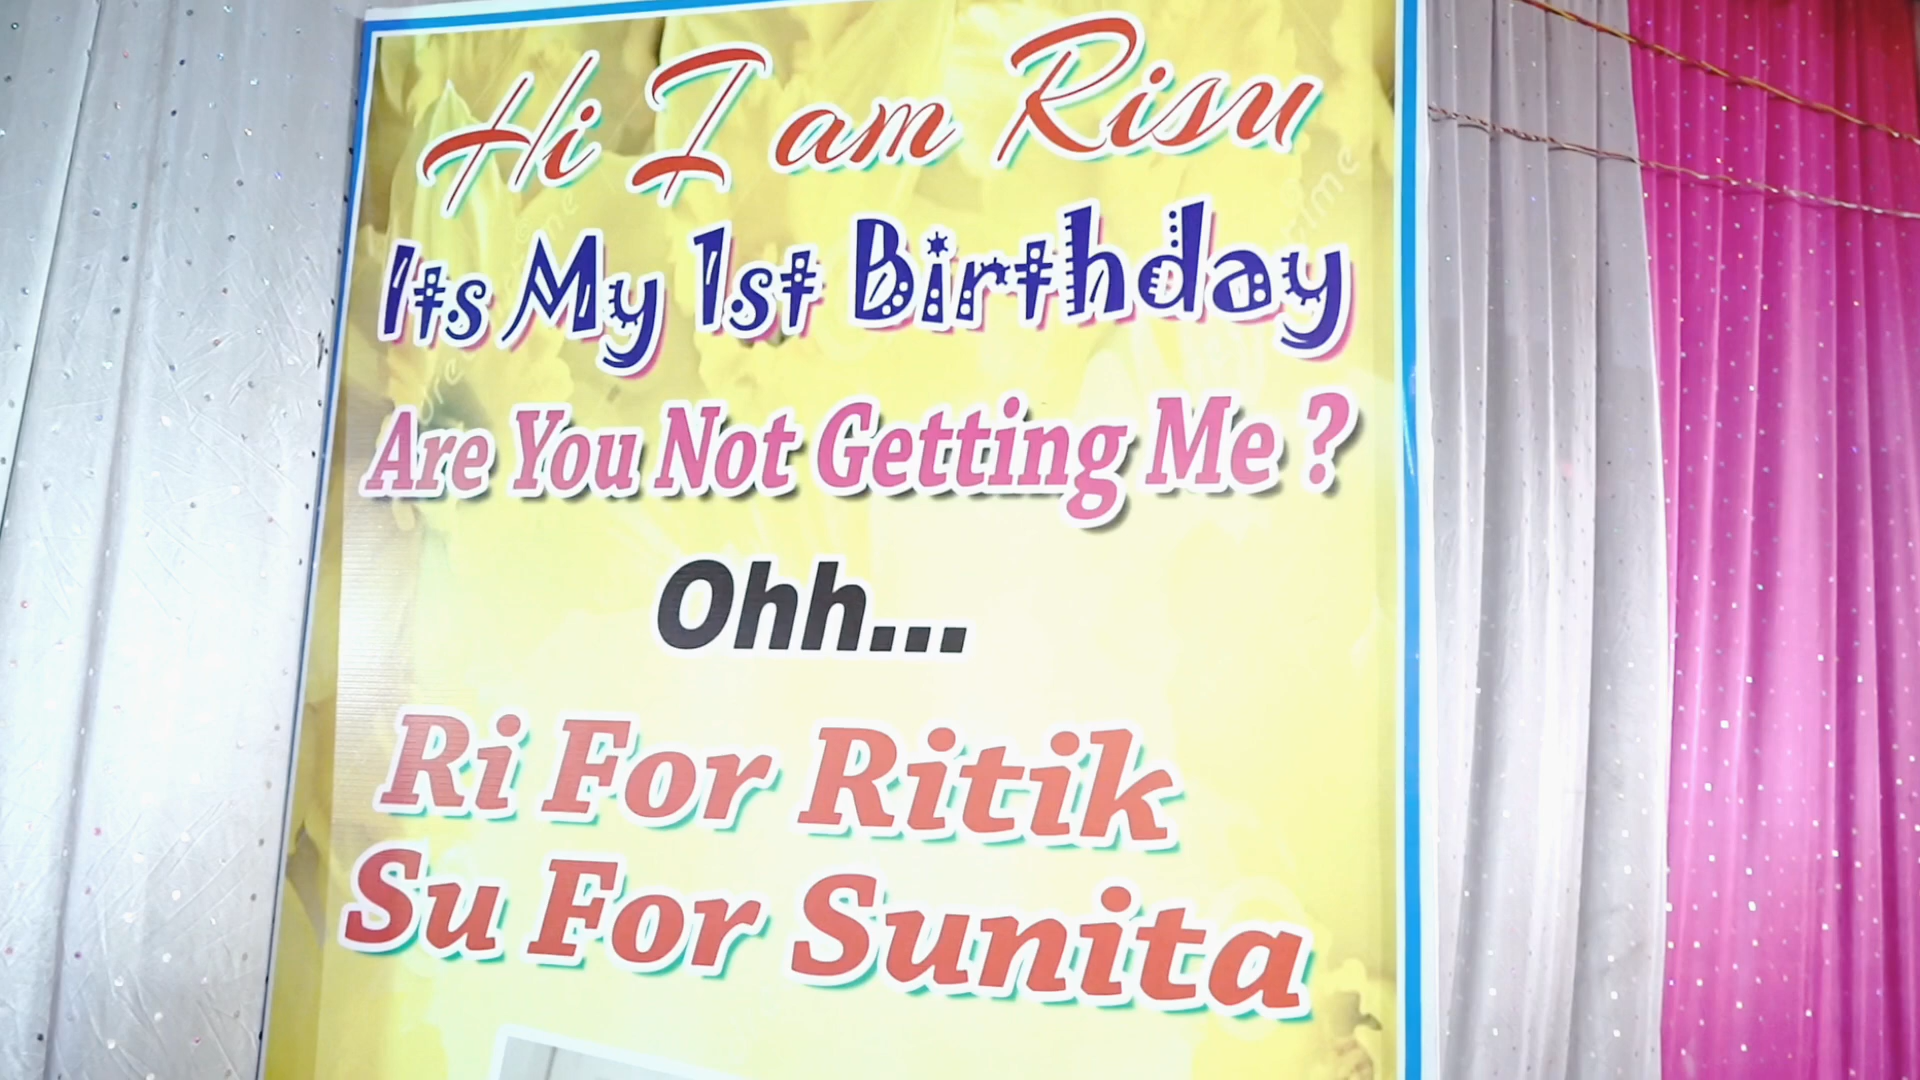 Hi I am Risu
Its My 1st Birthday
Are You Not Getting Me ?
Ohh...
Ri For Ritik
Su For Sunita